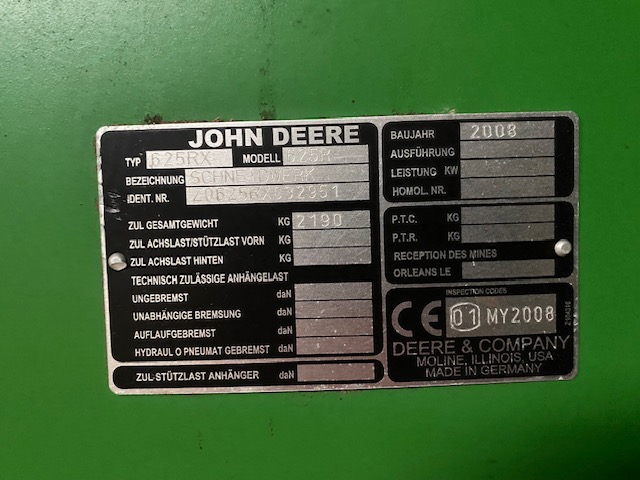 JOHN DEERE
TYP 625RX MODELL 625R
BEZEICHNUNG SCHNEIDWERK
IDENT. NR.
ZUL GESAMTGEWICHT KG 2190
ZUL ACHSLAST/STÜTZLAST VORN KG
ZUL ACHSLAST HINTEN KG
TECHNISCH ZULÄSSIGE ANHÄNGELAST
UNGEBREMST daN
UNABHÄNGIGE BREMSUNG daN
AUFLAUFGEBREMST daN
HYDRAUL O PNEUMAT GEBREMST daN
ZUL-STÜTZLAST ANHÄNGER daN
BAUJAHR 2008
AUSFÜHRUNG
LEISTUNG KW
HOMOL. NR.
P.T.C. KG
P.T.R. KG
RECEPTION DES MINES
ORLEANS LE
INSPECTION CODES
CE 01 MY2008
DEERE & COMPANY
MOLINE, ILLINOIS, USA
MADE IN GERMANY